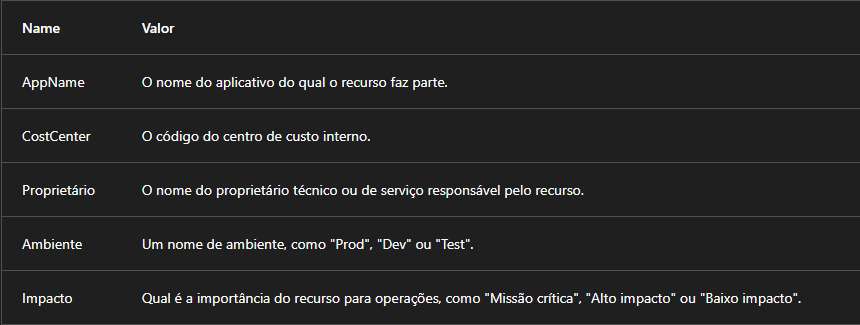 Name Valor
AppName O nome do aplicativo do qual o recurso faz parte.
CostCenter O código do centro de custo interno.
Proprietário O nome do proprietário técnico ou de serviço responsável pelo recurso.
Ambiente Um nome de ambiente, como "Prod", "Dev" ou "Test".
Impacto Qual é a importância do recurso para operações, como "Missão crítica", "Alto impacto" ou "Baixo impacto".